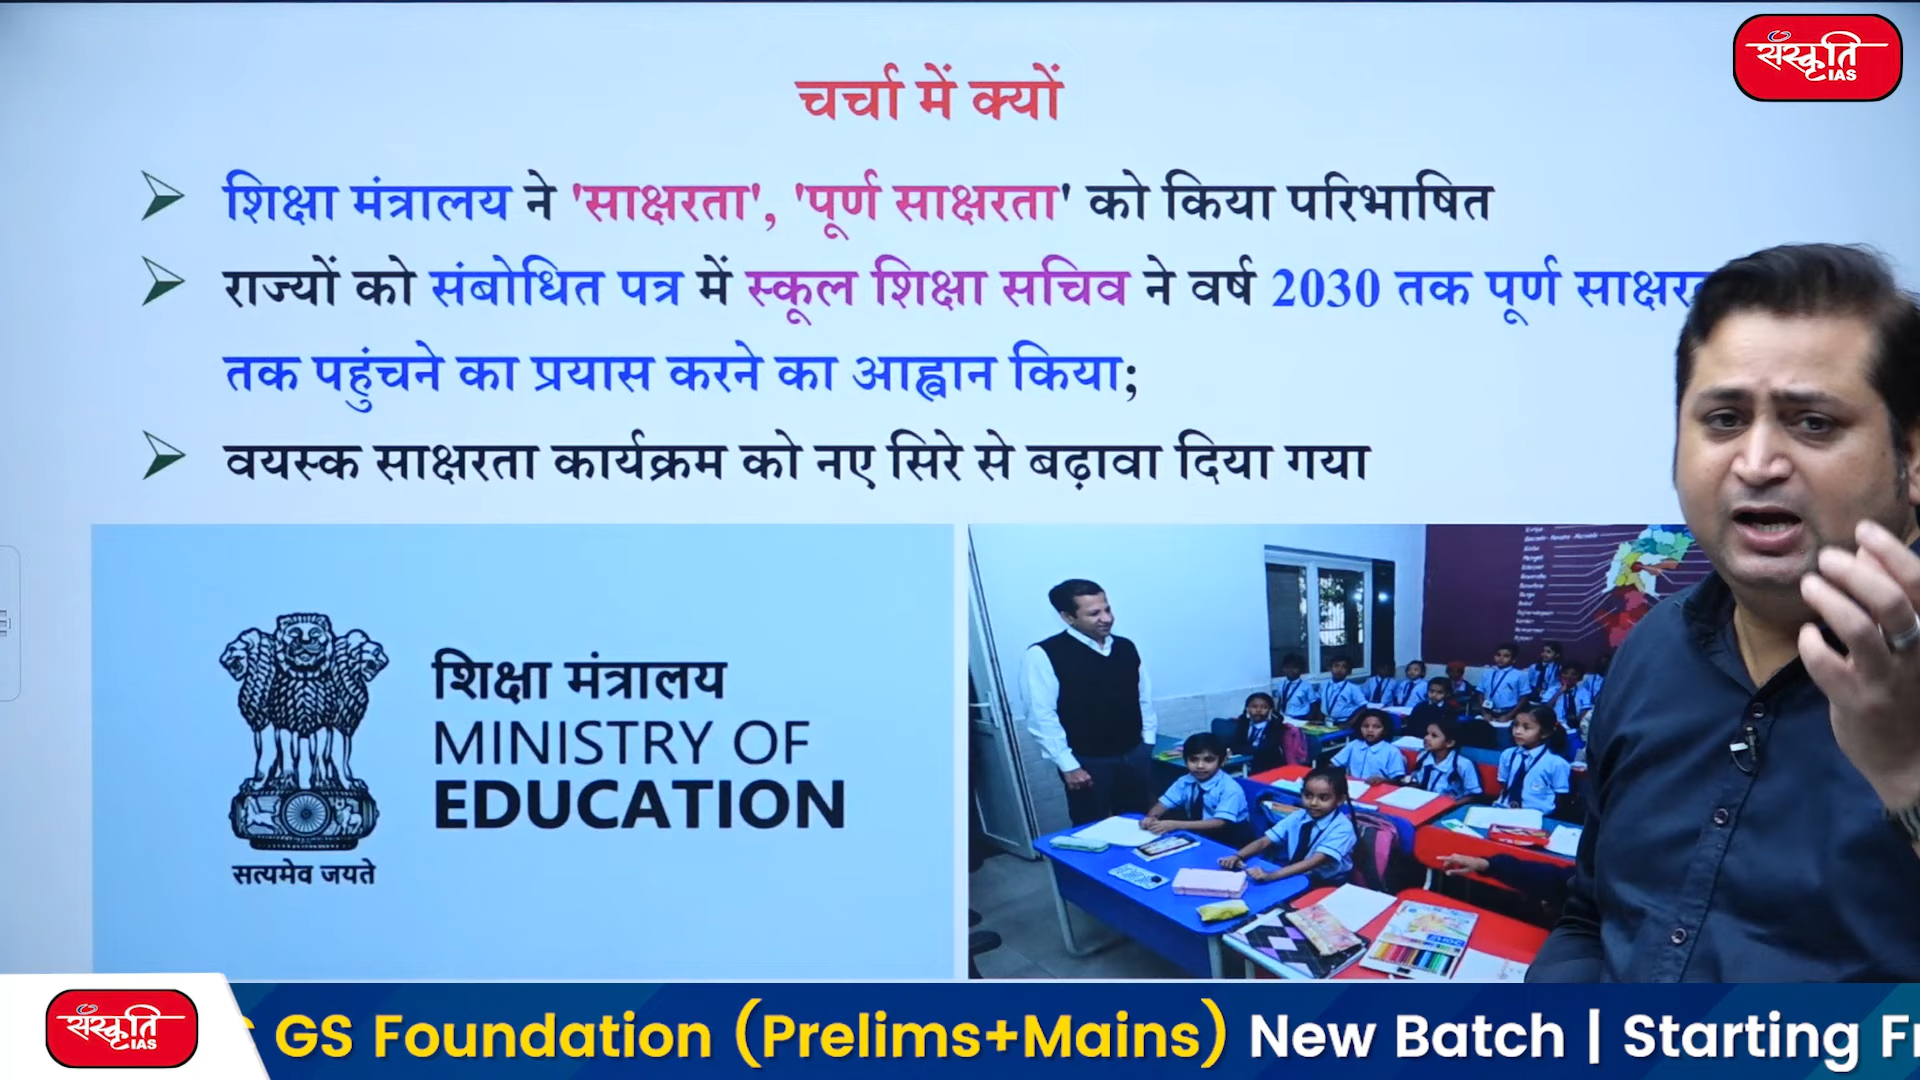 संस्कृति
IAS
चर्चा में क्यों
शिक्षा मंत्रालय ने 'साक्षरता', 'पूर्ण साक्षरता' को किया परिभाषित
राज्यों को संबोधित पत्र में स्कूल शिक्षा सचिव ने वर्ष 2030 तक पूर्ण
तक पहुंचने का प्रयास करने का आह्वान किया;
वयस्क साक्षरता कार्यक्रम को नए सिरे से बढ़ावा दिया गया
शिक्षा मंत्रालय
MINISTRY OF
EDUCATION
सत्यमेव जयते
संस्कृति
IAS
GS Foundation (Prelims+Mains) New Batch | Starting